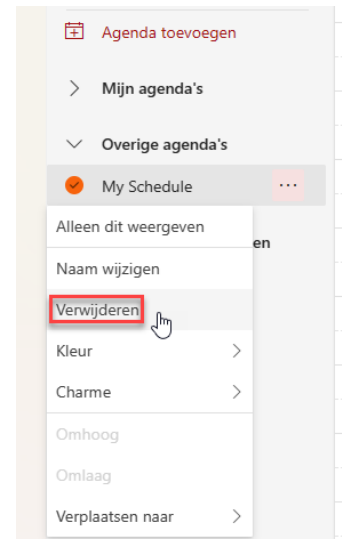 Agenda toevoegen
Mijn agenda's
Overige agenda's
My Schedule
Alleen dit weergeven
en
Naam wijzigen
Verwijderen
Kleur
Charme
Omhoog
Omlaag
Verplaatsen naar